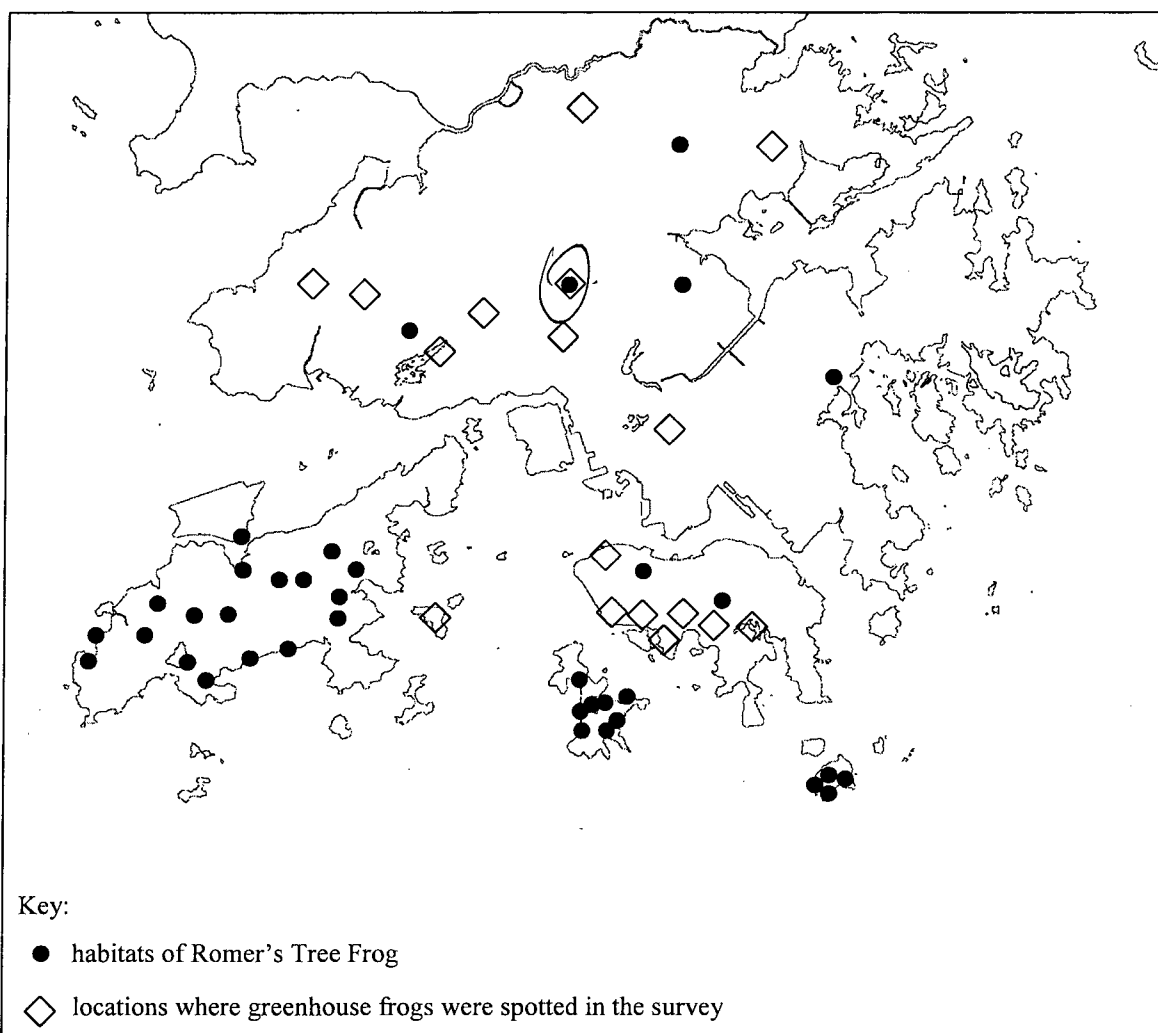 Key:
habitats of Romer's Tree Frog
locations where greenhouse frogs were spotted in the survey